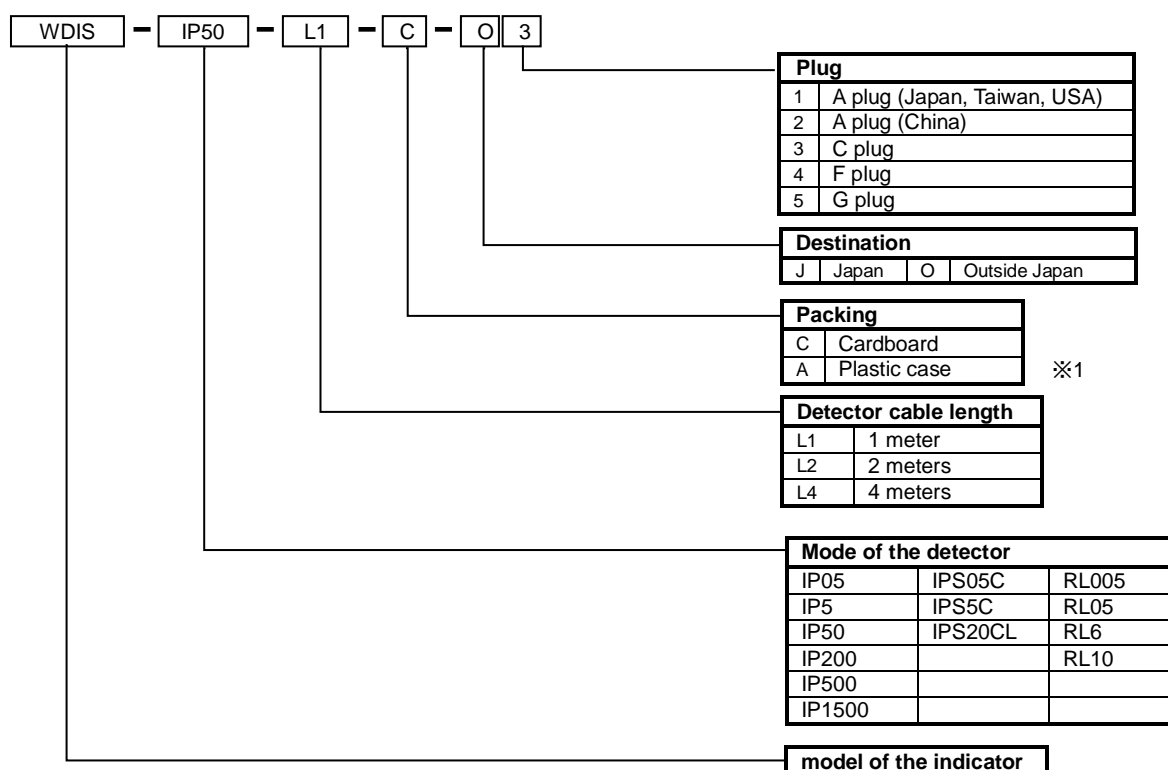 WDIS – IP50 – L1 – C – O 3
Plug
1 A plug (Japan, Taiwan, USA)
2 A plug (China)
3 C plug
4 F plug
5 G plug
Destination
J Japan O Outside Japan
Packing
C Cardboard
A Plastic case ※1
Detector cable length
L1 1 meter
L2 2 meters
L4 4 meters
Mode of the detector
IP05 IPS05C RL005
IP5 IPS5C RL05
IP50 IPS20CL RL6
IP200 RL10
IP500
IP1500
model of the indicator